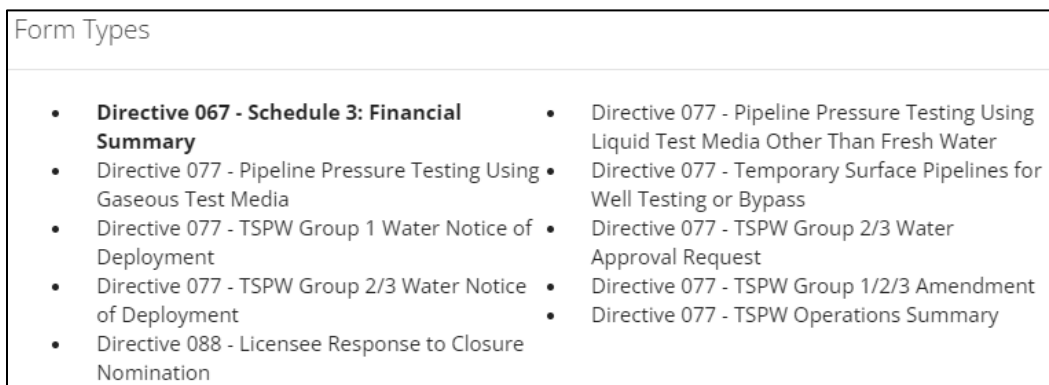 Form Types
Directive 067 - Schedule 3: Financial
Summary
Directive 077 - Pipeline Pressure Testing Using
Gaseous Test Media
Directive 077 - TSPW Group 1 Water Notice of
Deployment
Directive 077 - TSPW Group 2/3 Water Notice
of Deployment
Directive 088 - Licensee Response to Closure
Nomination
Directive 077 - Pipeline Pressure Testing Using
Liquid Test Media Other Than Fresh Water
Directive 077 - Temporary Surface Pipelines for
Well Testing or Bypass
Directive 077 - TSPW Group 2/3 Water
Approval Request
Directive 077 - TSPW Group 1/2/3 Amendment
Directive 077 - TSPW Operations Summary